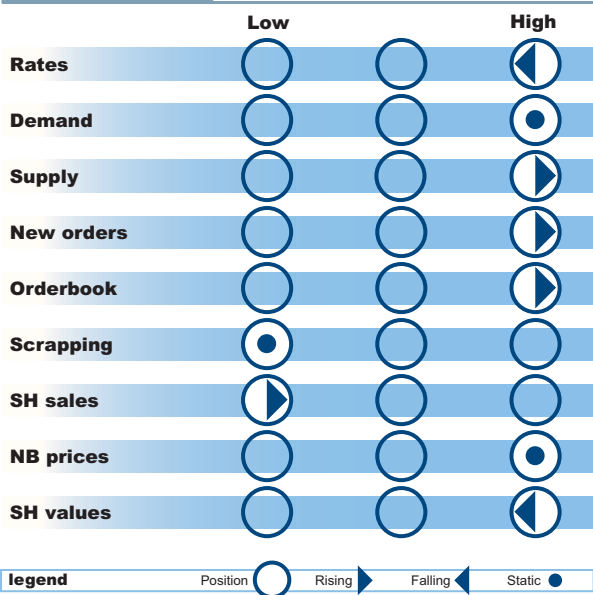 Low High
Rates
Demand
Supply
New orders
Orderbook
Scrapping
SH sales
NB prices
SH values
legend Position Rising Falling Static